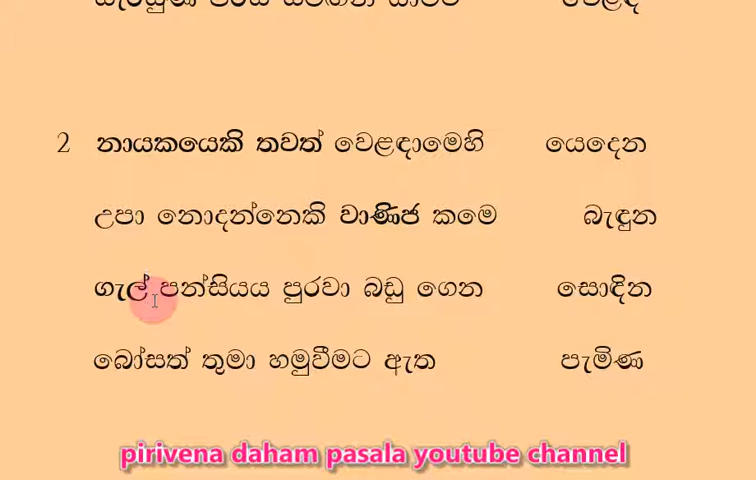 2 නායකයෙකි තවත් වෙළඳාමෙහි යෙදෙන
උපා නොදන්නෙකි වාණිජ කමෙ බැඳුන
ගැල් පන්සියය පුරවා බඩු ගෙන සොඳින
බෝසත් තුමා හමුවීමට ඇත පැමිණ
pirivena daham pasala youtube channel